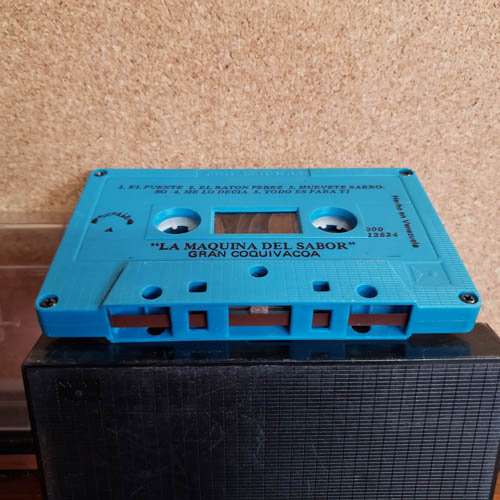 1. EL PUENTE 2. EL RATON PEREZ 3. MUEVETE SABRO-
SO 4. ME LO DECIA 5. TODO ES PARA TI
A
300
12524
Hecho en Venezuela
"LA MAQUINA DEL SABOR"
GRAN COQUIVACOA